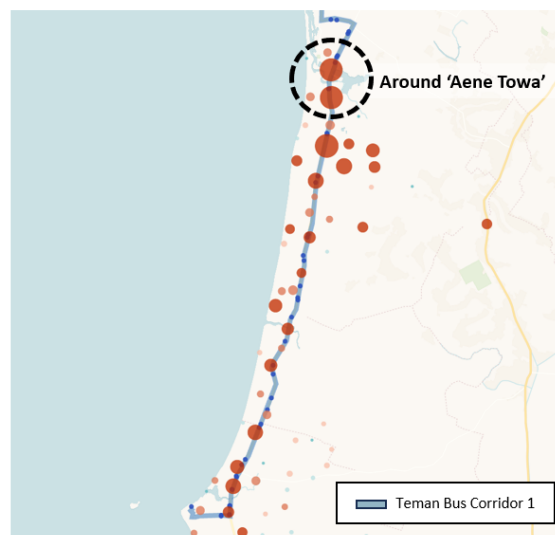 Around ‘Aene Towa’
Teman Bus Corridor 1